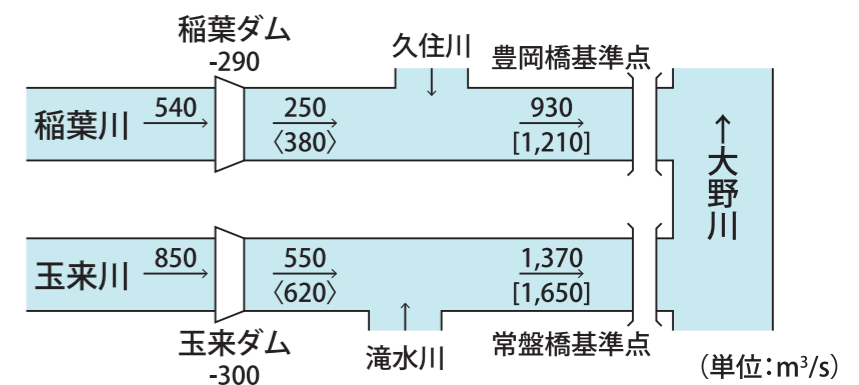 稲葉ダム
-290
久住川
豊岡橋基準点
稲葉川
540
250
〈380〉
930
[1,210]
大野川
玉来川
850
550
〈620〉
1,370
[1,650]
玉来ダム
-300
滝水川
常盤橋基準点
（単位：m³/s）